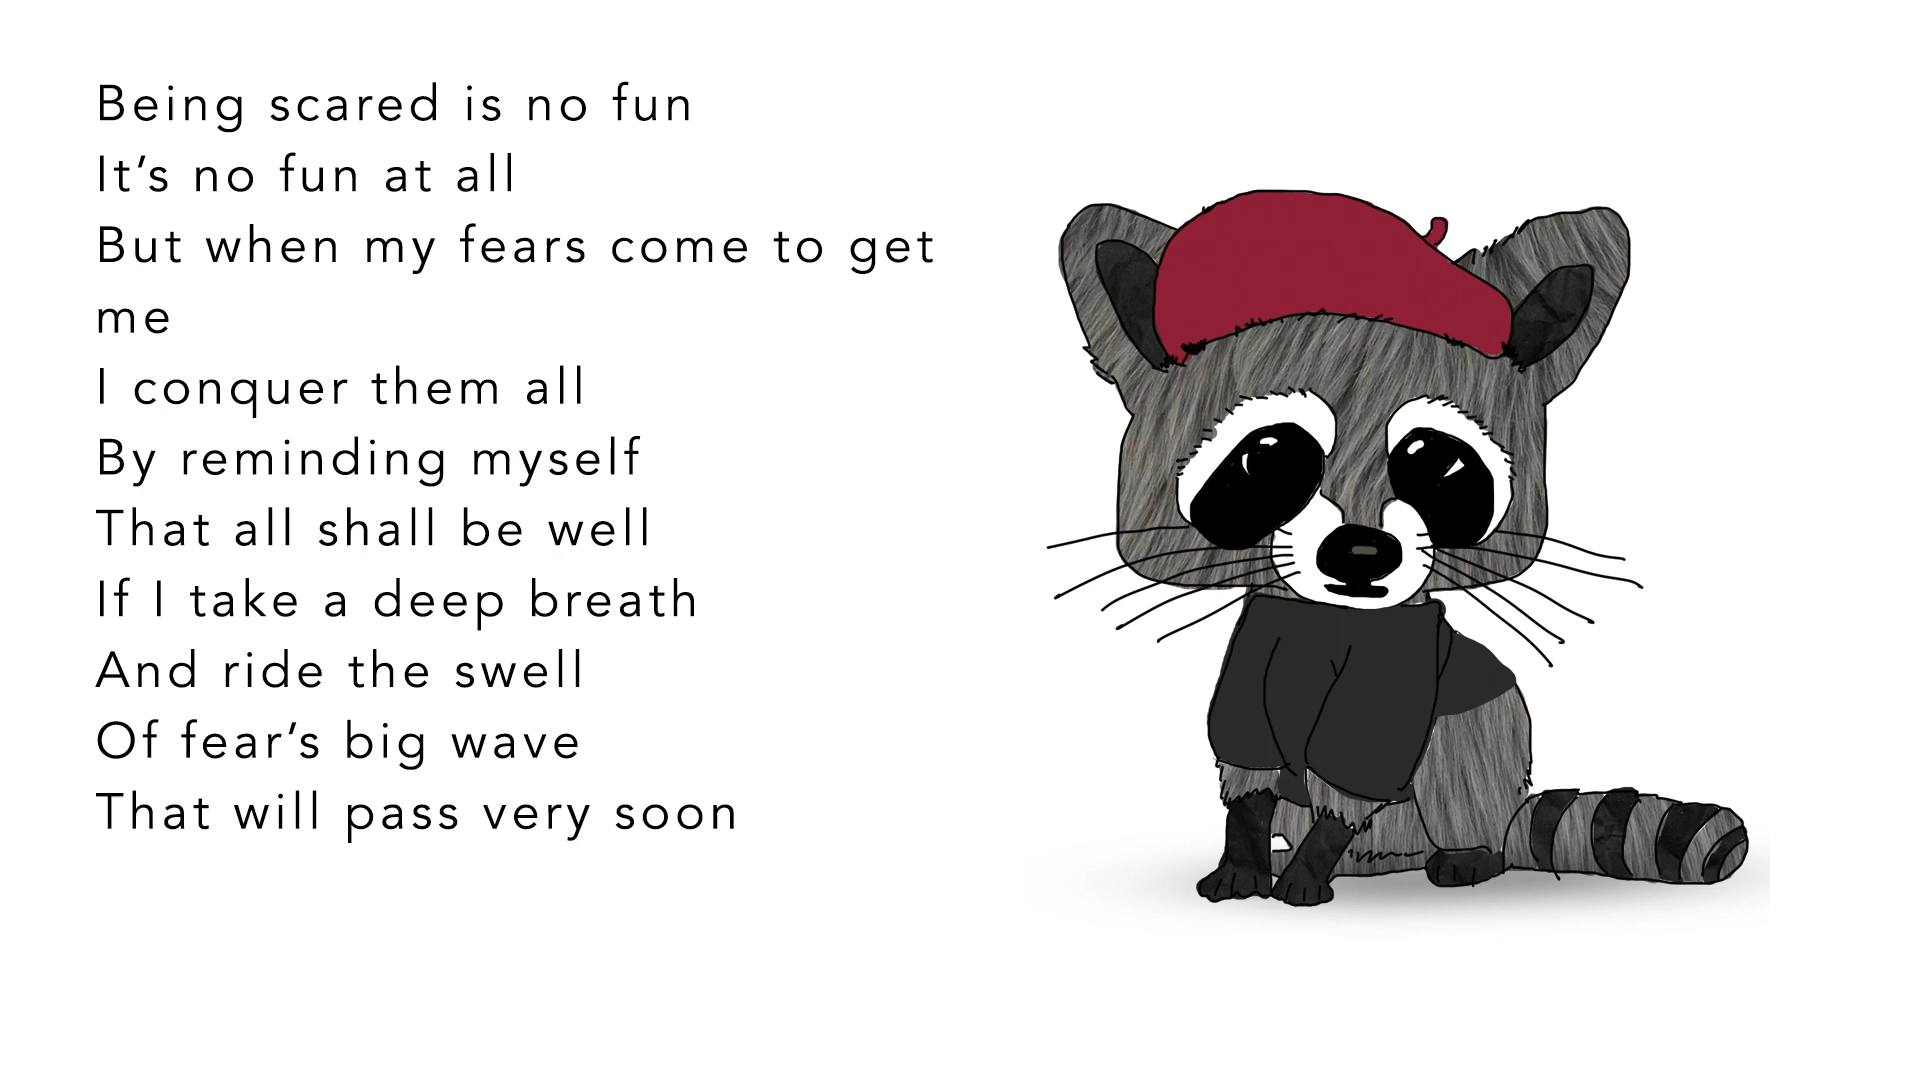 Being scared is no fun
It’s no fun at all
But when my fears come to get
me
I conquer them all
By reminding myself
That all shall be well
If I take a deep breath
And ride the swell
Of fear’s big wave
That will pass very soon